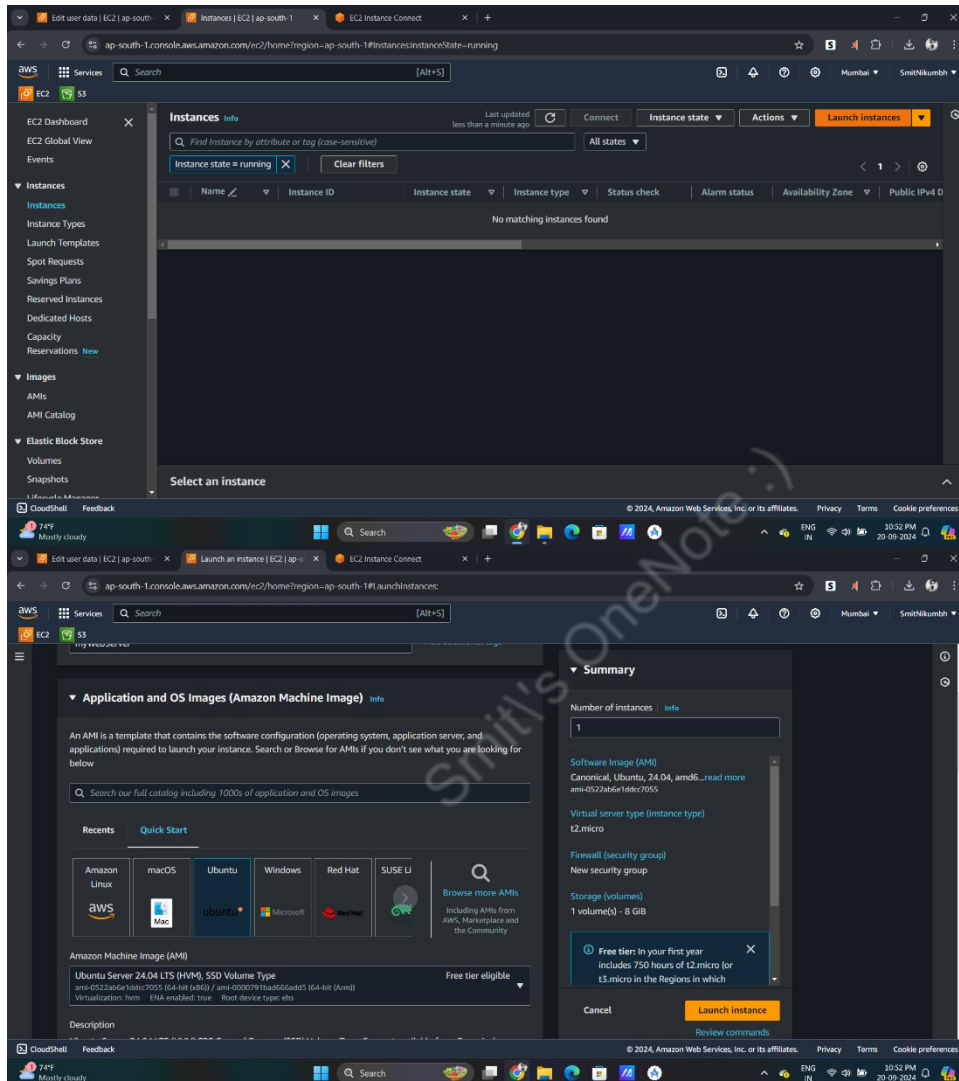 Edit user data | EC2 | ap-south-
Instances | EC2 | ap-south-1
EC2 Instance Connect
ap-south-1.console.aws.amazon.com/ec2/home?region=ap-south-1#Instances:instanceState=running
aws Services Search [Alt+S] Mumbai SmitNikumbh
EC2 S3
EC2 Dashboard
EC2 Global View
Events
Instances
Instances
Instance Types
Launch Templates
Spot Requests
Savings Plans
Reserved Instances
Dedicated Hosts
Capacity
Reservations New
Images
AMIs
AMI Catalog
Elastic Block Store
Volumes
Snapshots
Lifecycle Manager
Instances Info
Last updated
less than a minute ago
Connect Instance state Actions Launch instances
Find Instance by attribute or tag (case-sensitive) All states
Instance state = running Clear filters
1
Name Instance ID Instance state Instance type Status check Alarm status Availability Zone Public IPv4 D
No matching instances found
Select an instance
CloudShell Feedback © 2024, Amazon Web Services, Inc. or its affiliates. Privacy Terms Cookie preferences
1
74°F
Mostly cloudy
Search
ENG
IN
10:52 PM
20-09-2024
Smit\'s OneNote :)
Edit user data | EC2 | ap-south-
Launch an instance | EC2 | ap-s
EC2 Instance Connect
ap-south-1.console.aws.amazon.com/ec2/home?region=ap-south-1#LaunchInstances:
aws Services Search [Alt+S] Mumbai SmitNikumbh
EC2 S3
myWebServer
Application and OS Images (Amazon Machine Image) Info
An AMI is a template that contains the software configuration (operating system, application server, and
applications) required to launch your instance. Search or Browse for AMIs if you don't see what you are looking for
below
Search our full catalog including 1000s of application and OS images
Recents Quick Start
Amazon
Linux
aws
macOS
Mac
Ubuntu
ubuntu
Windows
Microsoft
Red Hat
Red Hat
SUSE Li
Browse more AMIs
Including AMIs from
AWS, Marketplace and
the Community
Amazon Machine Image (AMI)
Ubuntu Server 24.04 LTS (HVM), SSD Volume Type Free tier eligible
ami-0522ab6e1ddcc7055 (64-bit (x86)) / ami-0000791bad666add5 (64-bit (Arm))
Virtualization: hvm ENA enabled: true Root device type: ebs
Description
Summary
Number of instances Info
1
Software Image (AMI)
Canonical, Ubuntu, 24.04, amd6...read more
ami-0522ab6e1ddcc7055
Virtual server type (instance type)
t2.micro
Firewall (security group)
New security group
Storage (volumes)
1 volume(s) - 8 GiB
Free tier: In your first year
includes 750 hours of t2.micro (or
t3.micro in the Regions in which
Cancel Launch instance
Review commands
CloudShell Feedback © 2024, Amazon Web Services, Inc. or its affiliates. Privacy Terms Cookie preferences
1
74°F
Mostly cloudy
Search
ENG
IN
10:52 PM
20-09-2024